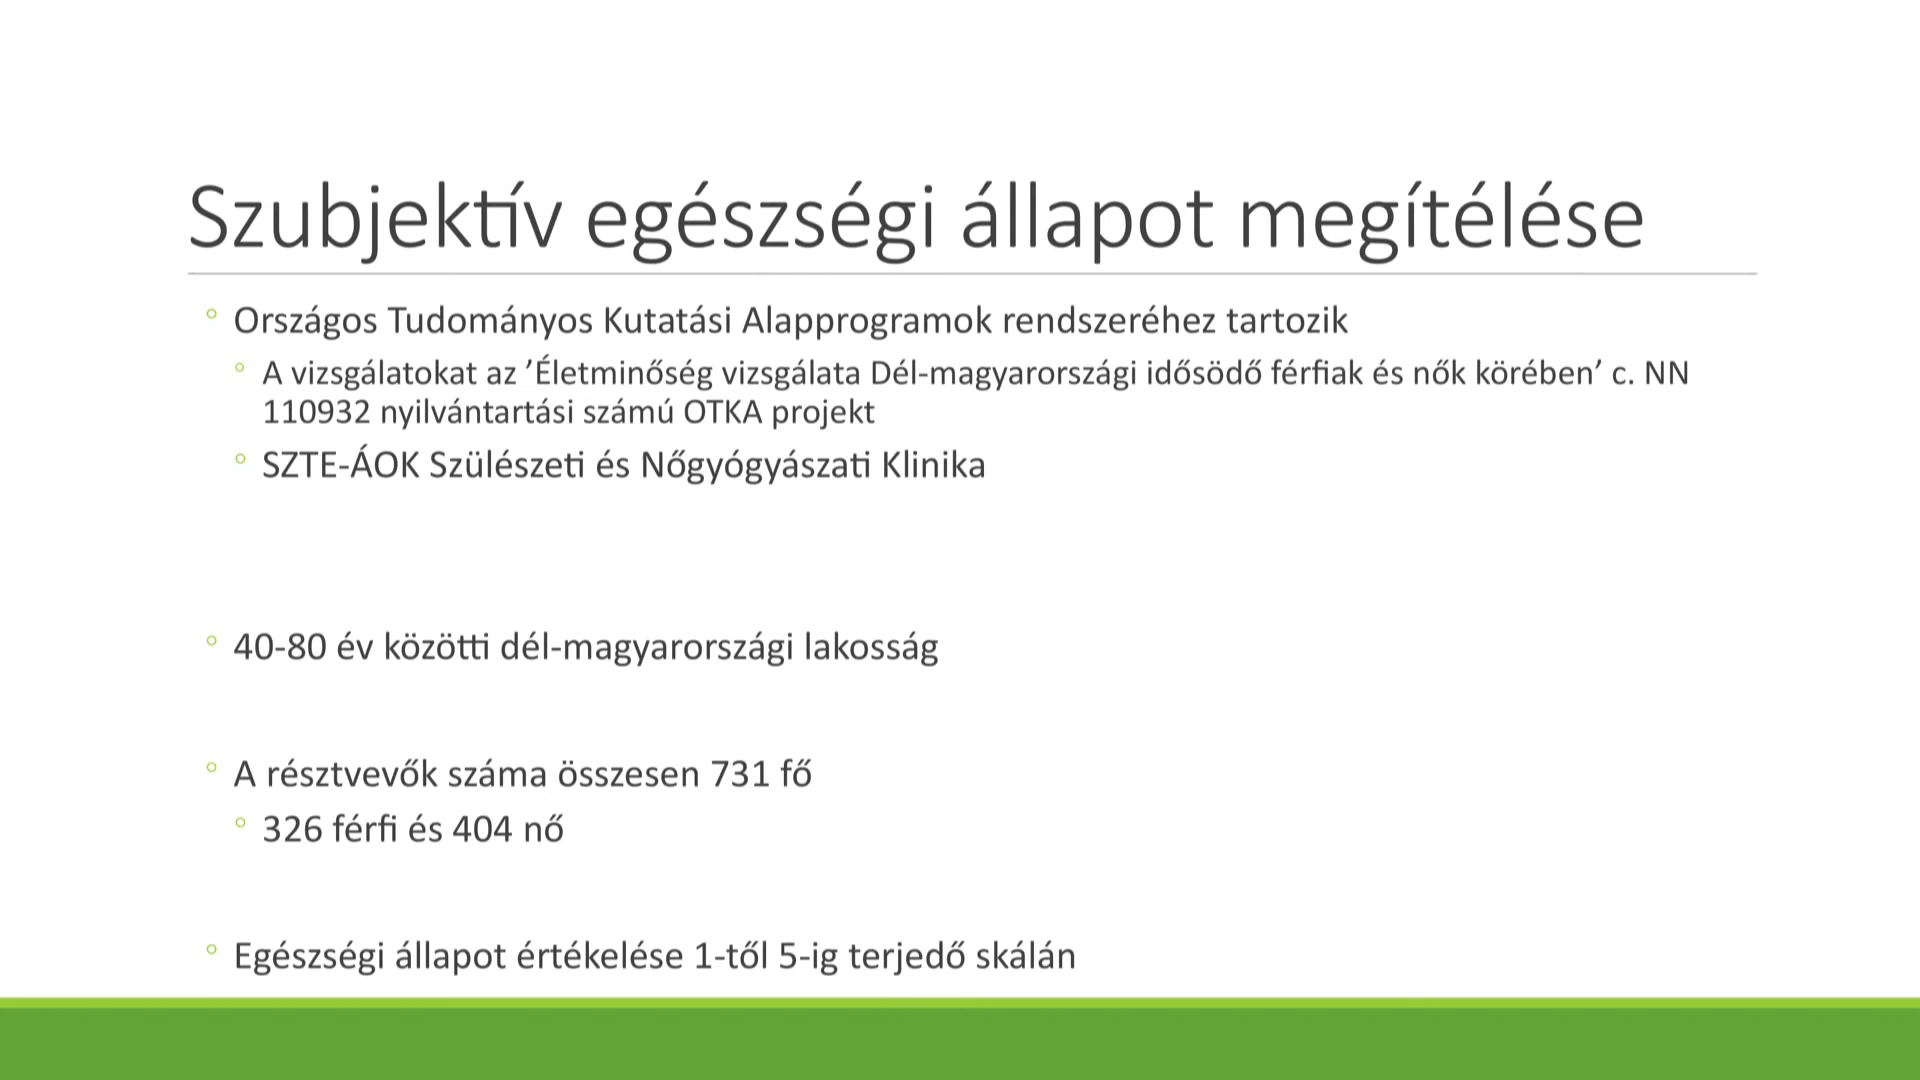 Szubjektív egészségi állapot megítélése
Országos Tudományos Kutatási Alapprogramok rendszeréhez tartozik
A vizsgálatokat az ’Életminőség vizsgálata Dél-magyarországi idősödő férfiak és nők körében’ c. NN
110932 nyilvántartási számú OTKA projekt
SZTE-ÁOK Szülészeti és Nőgyógyászati Klinika
40-80 év közötti dél-magyarországi lakosság
A résztvevők száma összesen 731 fő
326 férfi és 404 nő
Egészségi állapot értékelése 1-től 5-ig terjedő skálán